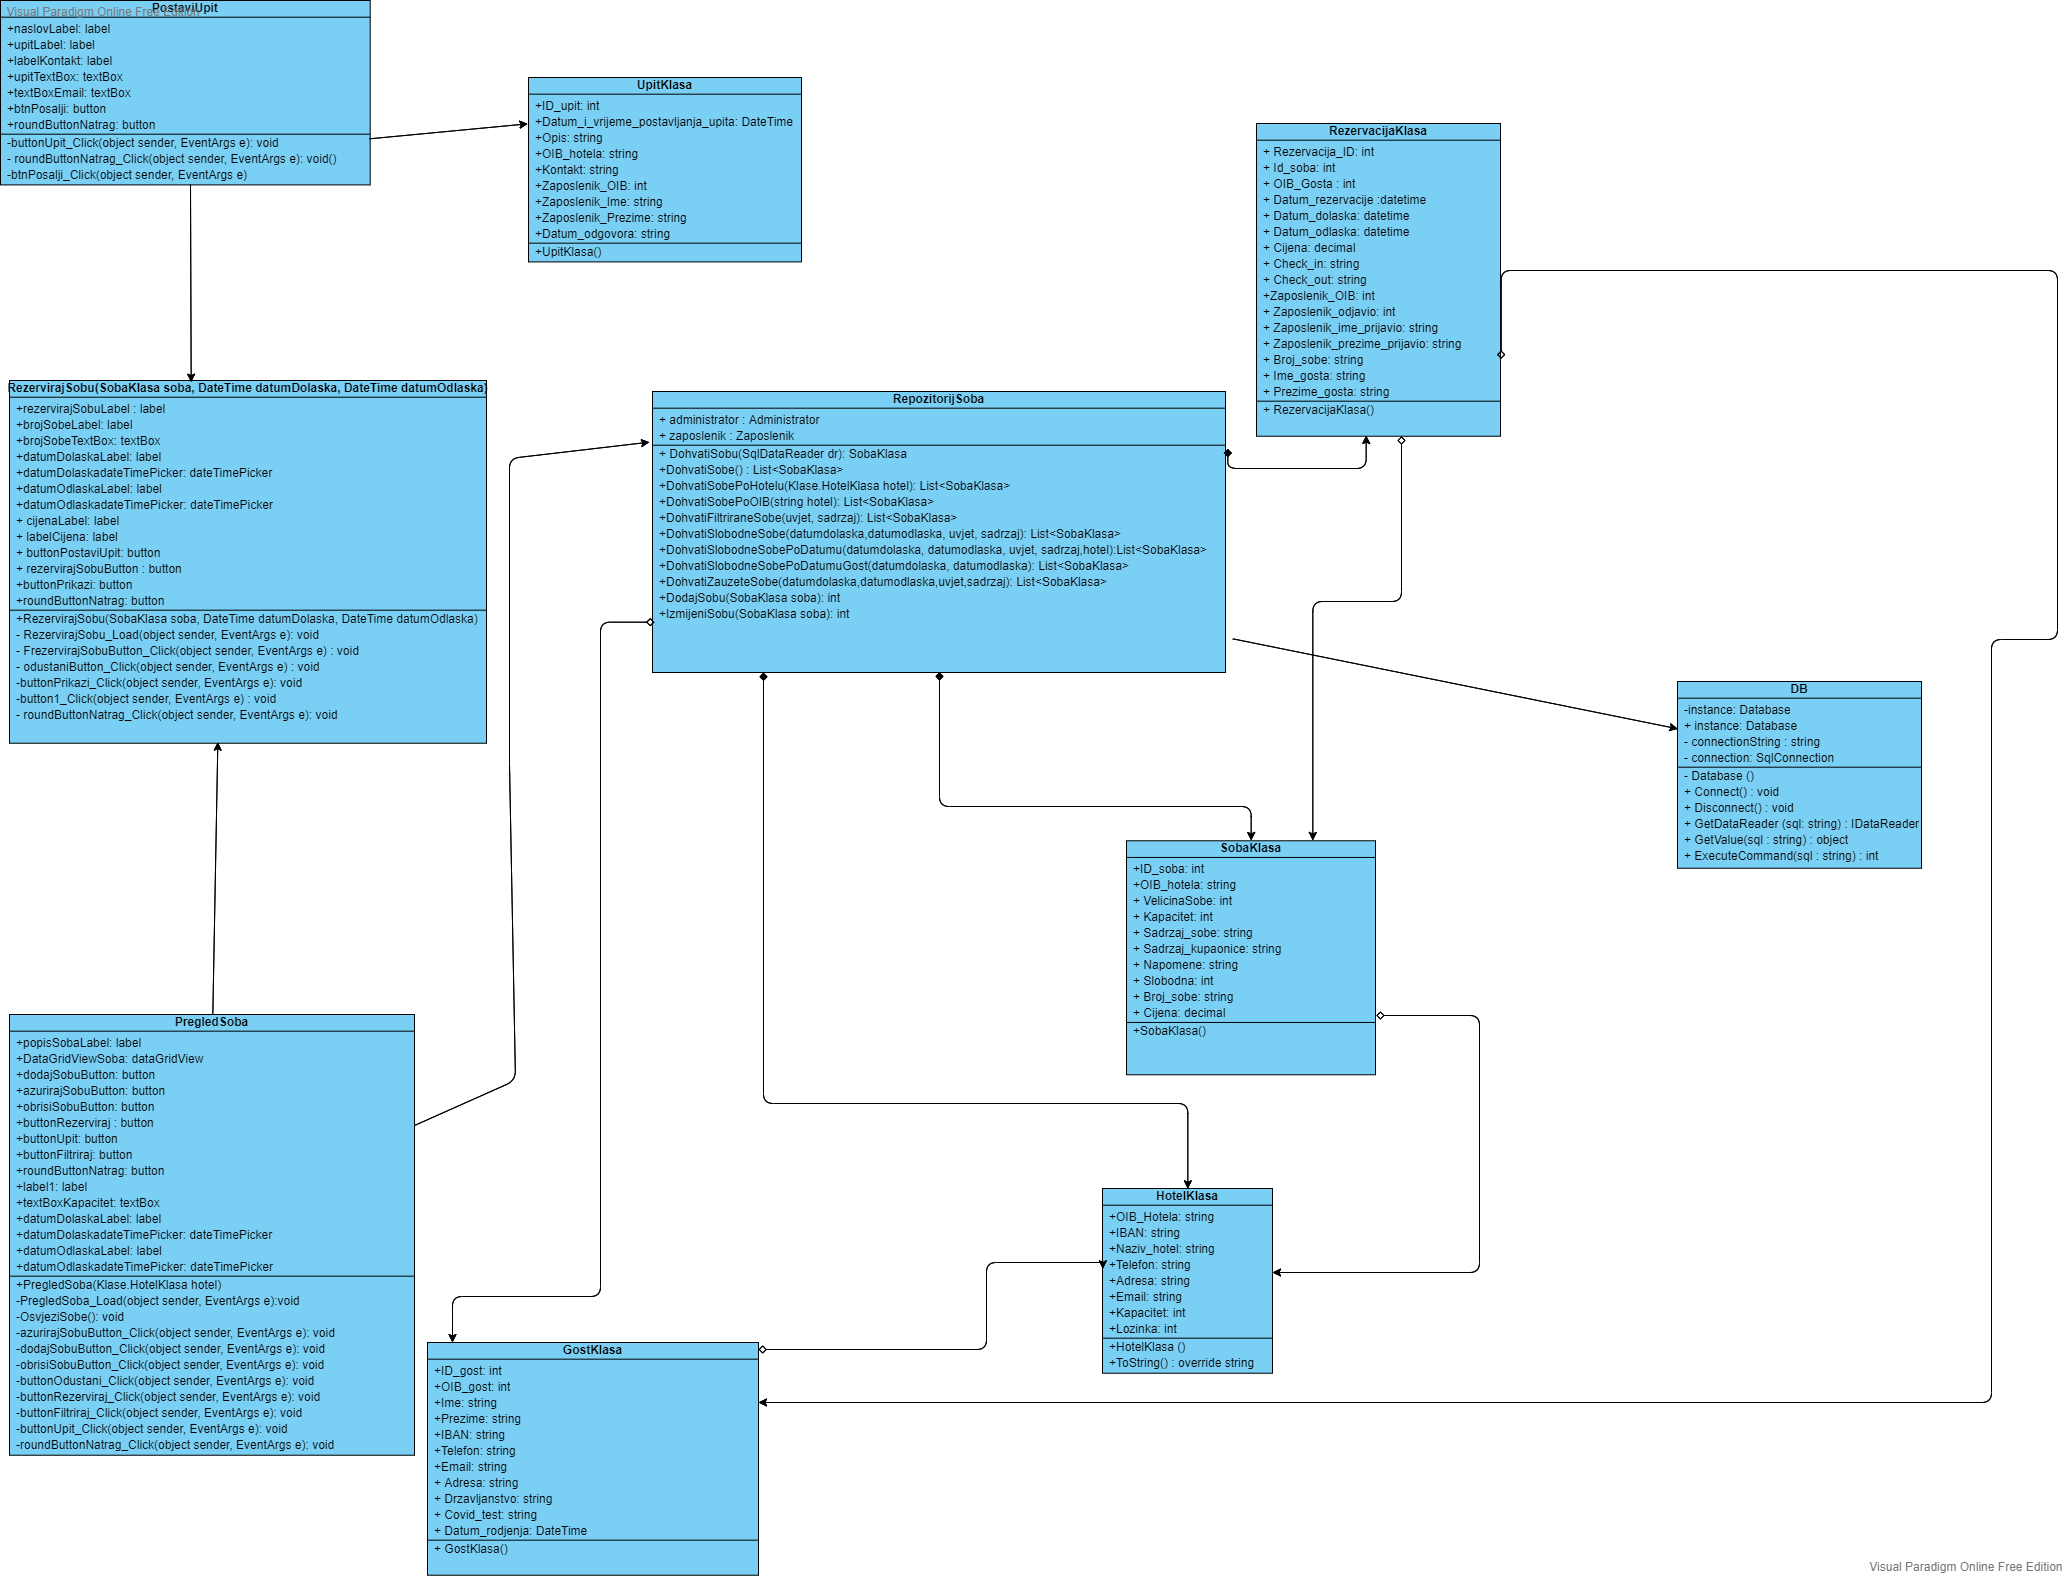 Visual Paradigm Online Free Edition
PostaviUpit
+naslovLabel: label
+upitLabel: label
+labelKontakt: label
+upitTextBox: textBox
+textBoxEmail: textBox
+btnPosalji: button
+roundButtonNatrag: button
-buttonUpit_Click(object sender, EventArgs e): void
- roundButtonNatrag_Click(object sender, EventArgs e): void()
-btnPosalji_Click(object sender, EventArgs e)
UpitKlasa
+ID_upit: int
+Datum_i_vrijeme_postavljanja_upita: DateTime
+Opis: string
+OIB_hotela: string
+Kontakt: string
+Zaposlenik_OIB: int
+Zaposlenik_Ime: string
+Zaposlenik_Prezime: string
+Datum_odgovora: string
+UpitKlasa()
RezervacijaKlasa
+ Rezervacija_ID: int
+ Id_soba: int
+ OIB_Gosta : int
+ Datum_rezervacije :datetime
+ Datum_dolaska: datetime
+ Datum_odlaska: datetime
+ Cijena: decimal
+ Check_in: string
+ Check_out: string
+Zaposlenik_OIB: int
+ Zaposlenik_odjavio: int
+ Zaposlenik_ime_prijavio: string
+ Zaposlenik_prezime_prijavio: string
+ Broj_sobe: string
+ Ime_gosta: string
+ Prezime_gosta: string
+ RezervacijaKlasa()
RezervirajSobu(SobaKlasa soba, DateTime datumDolaska, DateTime datumOdlaska)
+rezervirajSobuLabel : label
+brojSobeLabel: label
+brojSobeTextBox: textBox
+datumDolaskaLabel: label
+datumDolaskadateTimePicker: dateTimePicker
+datumOdlaskaLabel: label
+datumOdlaskadateTimePicker: dateTimePicker
+ cijenaLabel: label
+ labelCijena: label
+ buttonPostaviUpit: button
+ rezervirajSobuButton : button
+buttonPrikazi: button
+roundButtonNatrag: button
+RezervirajSobu(SobaKlasa soba, DateTime datumDolaska, DateTime datumOdlaska)
- RezervirajSobu_Load(object sender, EventArgs e): void
- FrezervirajSobuButton_Click(object sender, EventArgs e) : void
- odustaniButton_Click(object sender, EventArgs e) : void
-buttonPrikazi_Click(object sender, EventArgs e): void
-button1_Click(object sender, EventArgs e) : void
- roundButtonNatrag_Click(object sender, EventArgs e): void
RepozitorijSoba
+ administrator : Administrator
+ zaposlenik : Zaposlenik
+ DohvatiSobu(SqlDataReader dr): SobaKlasa
+DohvatiSobe() : List<SobaKlasa>
+DohvatiSobePoHotelu(Klase.HotelKlasa hotel): List<SobaKlasa>
+DohvatiSobePoOIB(string hotel): List<SobaKlasa>
+DohvatiFiltriraneSobe(uvjet, sadrzaj): List<SobaKlasa>
+DohvatiSlobodneSobe(datumdolaska,datumodlaska, uvjet, sadrzaj): List<SobaKlasa>
+DohvatiSlobodneSobePoDatumu(datumdolaska, datumodlaska, uvjet, sadrzaj,hotel):List<SobaKlasa>
+DohvatiSlobodneSobePoDatumuGost(datumdolaska, datumodlaska): List<SobaKlasa>
+DohvatiZauzeteSobe(datumdolaska,datumodlaska,uvjet,sadrzaj): List<SobaKlasa>
+DodajSobu(SobaKlasa soba): int
+IzmijeniSobu(SobaKlasa soba): int
DB
-instance: Database
+ instance: Database
- connectionString : string
- connection: SqlConnection
- Database ()
+ Connect() : void
+ Disconnect() : void
+ GetDataReader (sql: string) : IDataReader
+ GetValue(sql : string) : object
+ ExecuteCommand(sql : string) : int
SobaKlasa
+ID_soba: int
+OIB_hotela: string
+ VelicinaSobe: int
+ Kapacitet: int
+ Sadrzaj_sobe: string
+ Sadrzaj_kupaonice: string
+ Napomene: string
+ Slobodna: int
+ Broj_sobe: string
+ Cijena: decimal
+SobaKlasa()
PregledSoba
+popisSobaLabel: label
+DataGridViewSoba: dataGridView
+dodajSobuButton: button
+azurirajSobuButton: button
+obrisiSobuButton: button
+buttonRezerviraj : button
+buttonUpit: button
+buttonFiltriraj: button
+roundButtonNatrag: button
+label1: label
+textBoxKapacitet: textBox
+datumDolaskaLabel: label
+datumDolaskadateTimePicker: dateTimePicker
+datumOdlaskaLabel: label
+datumOdlaskadateTimePicker: dateTimePicker
+PregledSoba(Klase.HotelKlasa hotel)
-PregledSoba_Load(object sender, EventArgs e):void
-OsvjeziSobe(): void
-azurirajSobuButton_Click(object sender, EventArgs e): void
-dodajSobuButton_Click(object sender, EventArgs e): void
-obrisiSobuButton_Click(object sender, EventArgs e): void
-buttonOdustani_Click(object sender, EventArgs e): void
-buttonRezerviraj_Click(object sender, EventArgs e): void
-buttonFiltriraj_Click(object sender, EventArgs e): void
-buttonUpit_Click(object sender, EventArgs e): void
-roundButtonNatrag_Click(object sender, EventArgs e): void
HotelKlasa
+OIB_Hotela: string
+IBAN: string
+Naziv_hotel: string
+Telefon: string
+Adresa: string
+Email: string
+Kapacitet: int
+Lozinka: int
+HotelKlasa ()
+ToString() : override string
GostKlasa
+ID_gost: int
+OIB_gost: int
+Ime: string
+Prezime: string
+IBAN: string
+Telefon: string
+Email: string
+ Adresa: string
+ Drzavljanstvo: string
+ Covid_test: string
+ Datum_rodjenja: DateTime
+ GostKlasa()
Visual Paradigm Online Free Edition